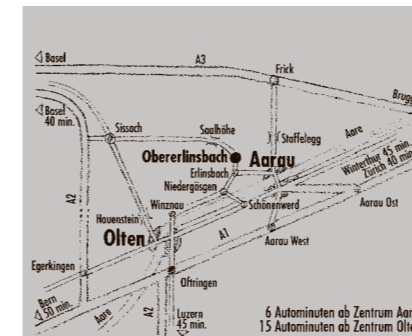 Basel
A3
Frick
Brugg
Basel
40 min.
Sissach
Saalhöhe
Staffelegg
Aare
Obererlinsbach
Aarau
Winterthur 45 min.
Zürich 40 min.
Erlinsbach
Niedergösgen
A2
Winznau
Schönenwerd
Aarau Ost
Hauenstein
Olten
A1
Aarau West
Egerkingen
Oftringen
Bern
50 min.
Aare
A2
Luzern
45 min.
6 Autominuten ab Zentrum Aar
15 Autominuten ab Zentrum Olte